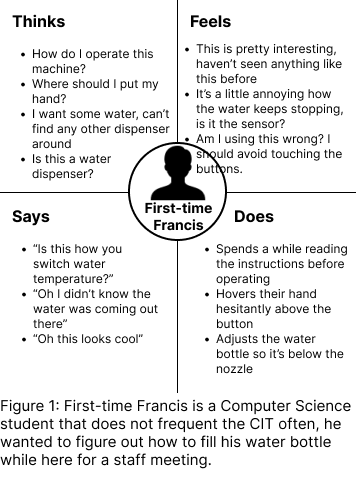 Thinks
• How do I operate this
machine?
• Where should I put my
hand?
• I want some water, can’t
find any other dispenser
around
• Is this a water
dispenser?
Feels
• This is pretty interesting,
haven’t seen anything like
this before
• It’s a little annoying how
the water keeps stopping,
is it the sensor?
• Am I using this wrong? I
should avoid touching the
buttons.
First-time
Francis
Says
• “Is this how you
switch water
temperature?”
• “Oh I didn’t know the
water was coming out
there”
• “Oh this looks cool”
Does
• Spends a while reading
the instructions before
operating
• Hovers their hand
hesitantly above the
button
• Adjusts the water
bottle so it’s below the
nozzle
Figure 1: First-time Francis is a Computer Science
student that does not frequent the CIT often, he
wanted to figure out how to fill his water bottle
while here for a staff meeting.